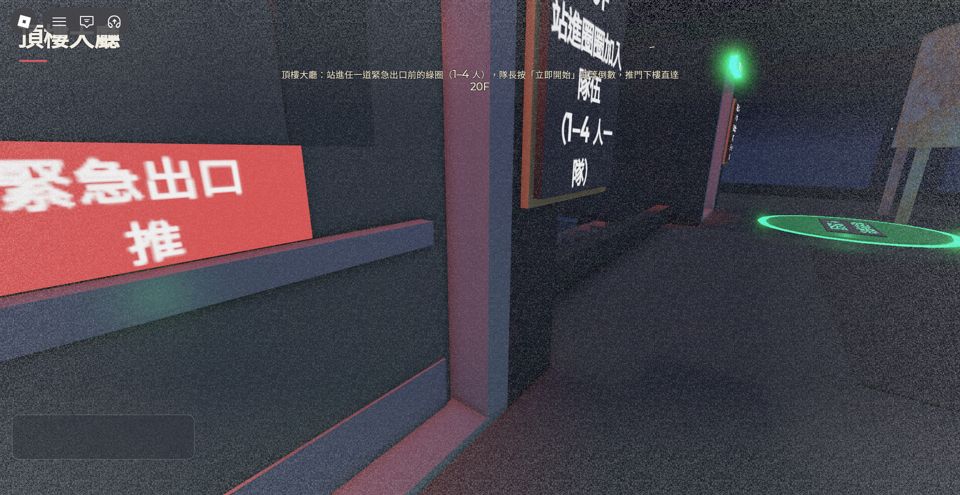 頂樓大廳
頂樓大廳：站進任一道緊急出口前的綠圈（1–4 人），隊長按「立即開始」倒數，推門下樓直達
20F
站進圈圈加入
隊伍
（1–4 人一
隊）
緊急出口
推